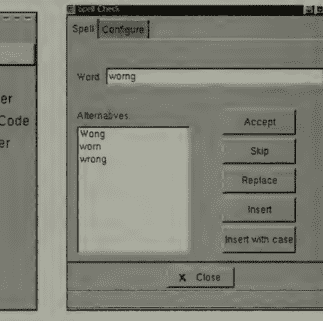 Spell Check
Spell Configure
Word worng
er
Code
er
Alternatives
Wong
worn
wrong
Accept
Skip
Replace
Insert
Insert with case
X Close